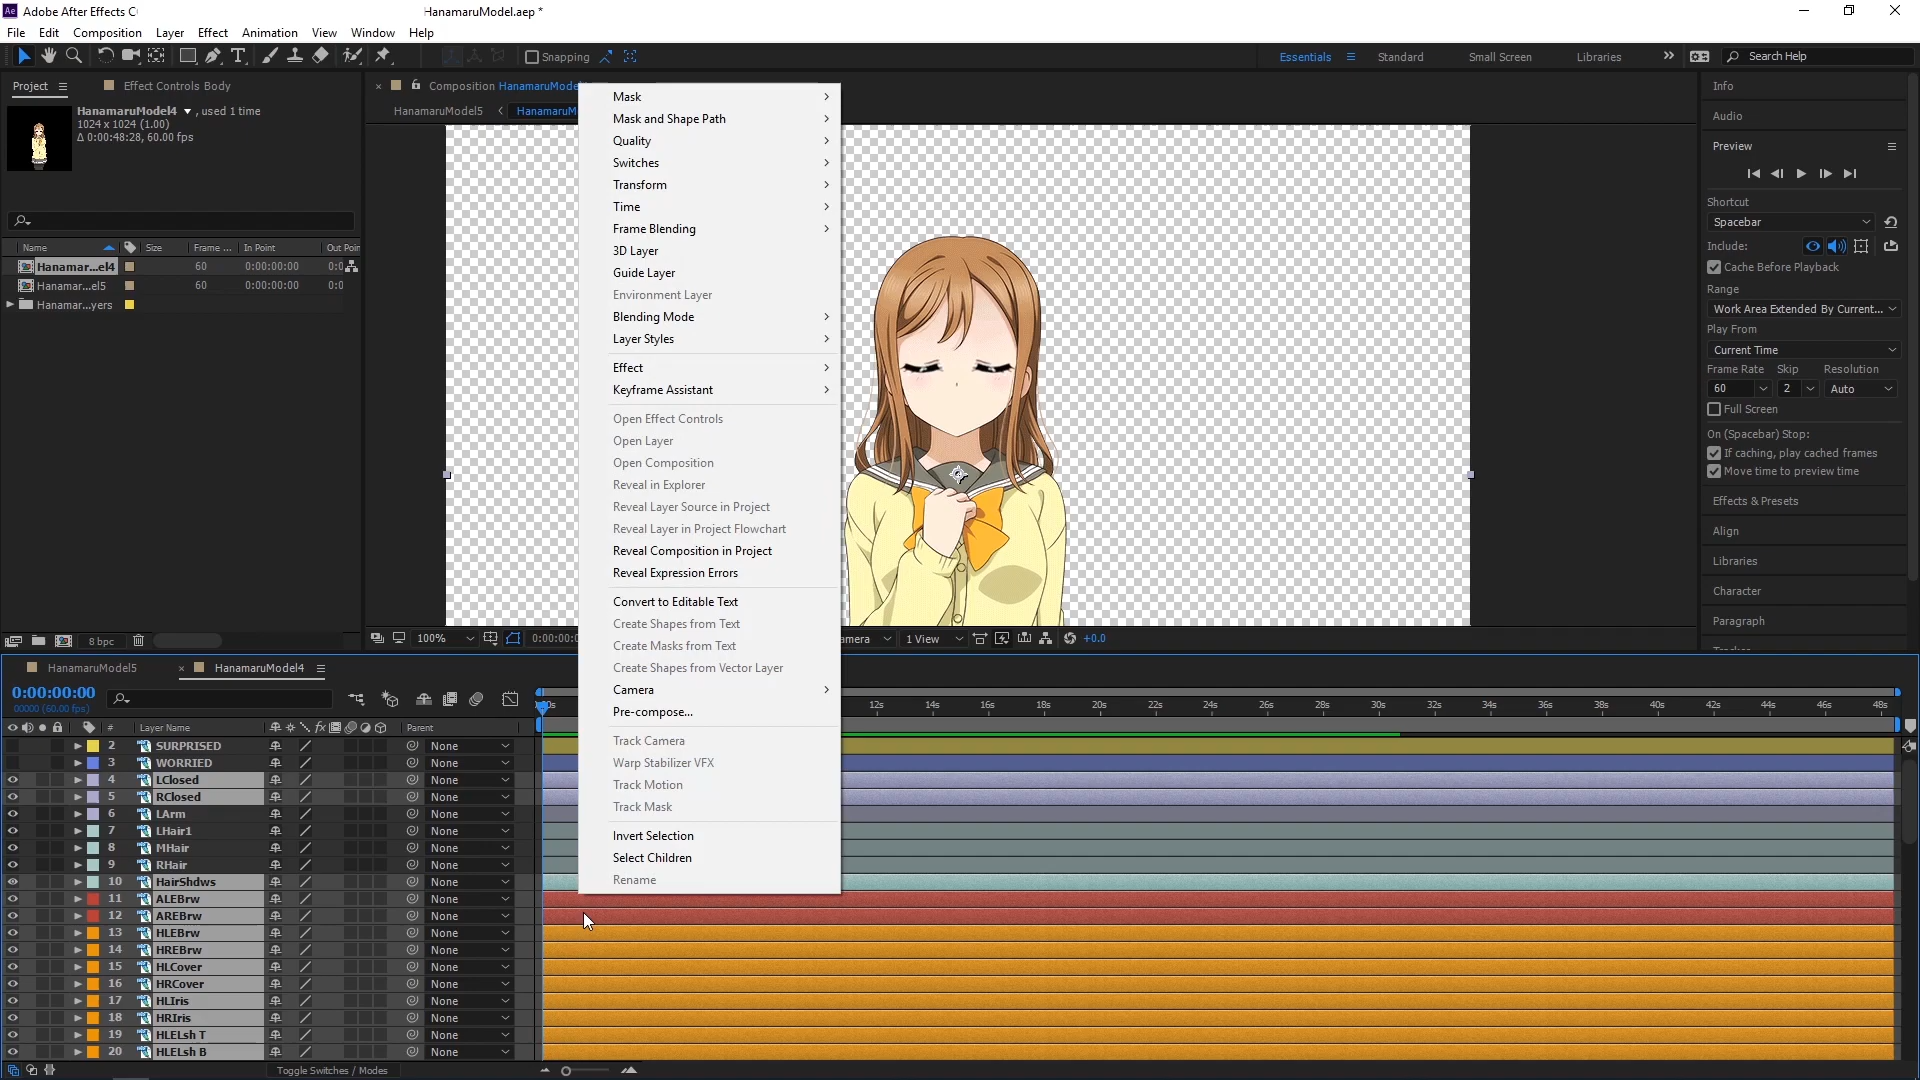 Ae Adobe After Effects C
HanamaruModel.aep *
File Edit Composition Layer Effect Animation View Window Help
Snapping
Essentials Standard Small Screen Libraries
Search Help
Project
Effect Controls Body
Composition HanamaruMode
HanamaruModel5
HanamaruM
HanamaruModel4 , used 1 time
1024 x 1024 (1.00)
Δ 0:00:48:28, 60.00 fps
Name Size Frame ... In Point Out Poin
Hanamar...el4 60 0:00:00:00 0:0
Hanamar...el5 60 0:00:00:00 0:0
Hanamar...yers
8 bpc
Mask
Mask and Shape Path
Quality
Switches
Transform
Time
Frame Blending
3D Layer
Guide Layer
Environment Layer
Blending Mode
Layer Styles
Effect
Keyframe Assistant
Open Effect Controls
Open Layer
Open Composition
Reveal in Explorer
Reveal Layer Source in Project
Reveal Layer in Project Flowchart
Reveal Composition in Project
Reveal Expression Errors
Convert to Editable Text
Create Shapes from Text
Create Masks from Text
Create Shapes from Vector Layer
Camera
Pre-compose...
Track Camera
Warp Stabilizer VFX
Track Motion
Track Mask
Invert Selection
Select Children
Rename
100% 0:00:00:0
amera 1 View +0.0
Info
Audio
Preview
Shortcut
Spacebar
Include:
Cache Before Playback
Range
Work Area Extended By Current...
Play From
Current Time
Frame Rate Skip Resolution
60 2 Auto
Full Screen
On (Spacebar) Stop:
If caching, play cached frames
Move time to preview time
Effects & Presets
Align
Libraries
Character
Paragraph
HanamaruModel5
HanamaruModel4
0:00:00:00
00000 (60.00 fps)
12s 14s 16s 18s 20s 22s 24s 26s 28s 30s 32s 34s 36s 38s 40s 42s 44s 46s 48s
# Layer Name Parent
2 SURPRISED None
3 WORRIED None
4 LClosed None
5 RClosed None
6 LArm None
7 LHair1 None
8 MHair None
9 RHair None
10 HairShdws None
11 ALEBrw None
12 AREBrw None
13 HLEBrw None
14 HREBrw None
15 HLCover None
16 HRCover None
17 HLIris None
18 HRIris None
19 HLELsh T None
20 HLELsh B None
Toggle Switches / Modes